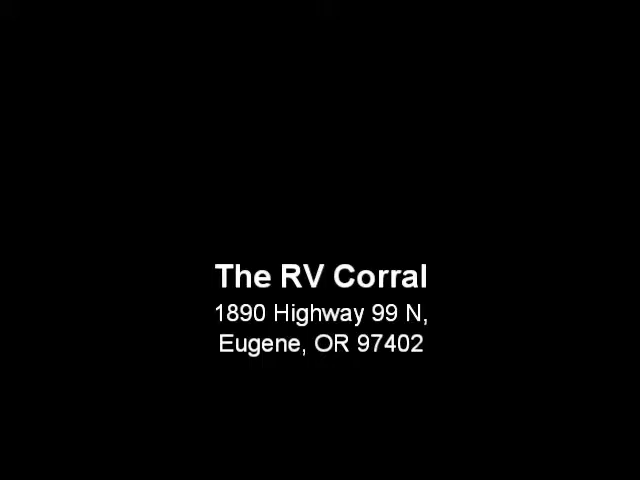 The RV Corral
1890 Highway 99 N,
Eugene, OR 97402